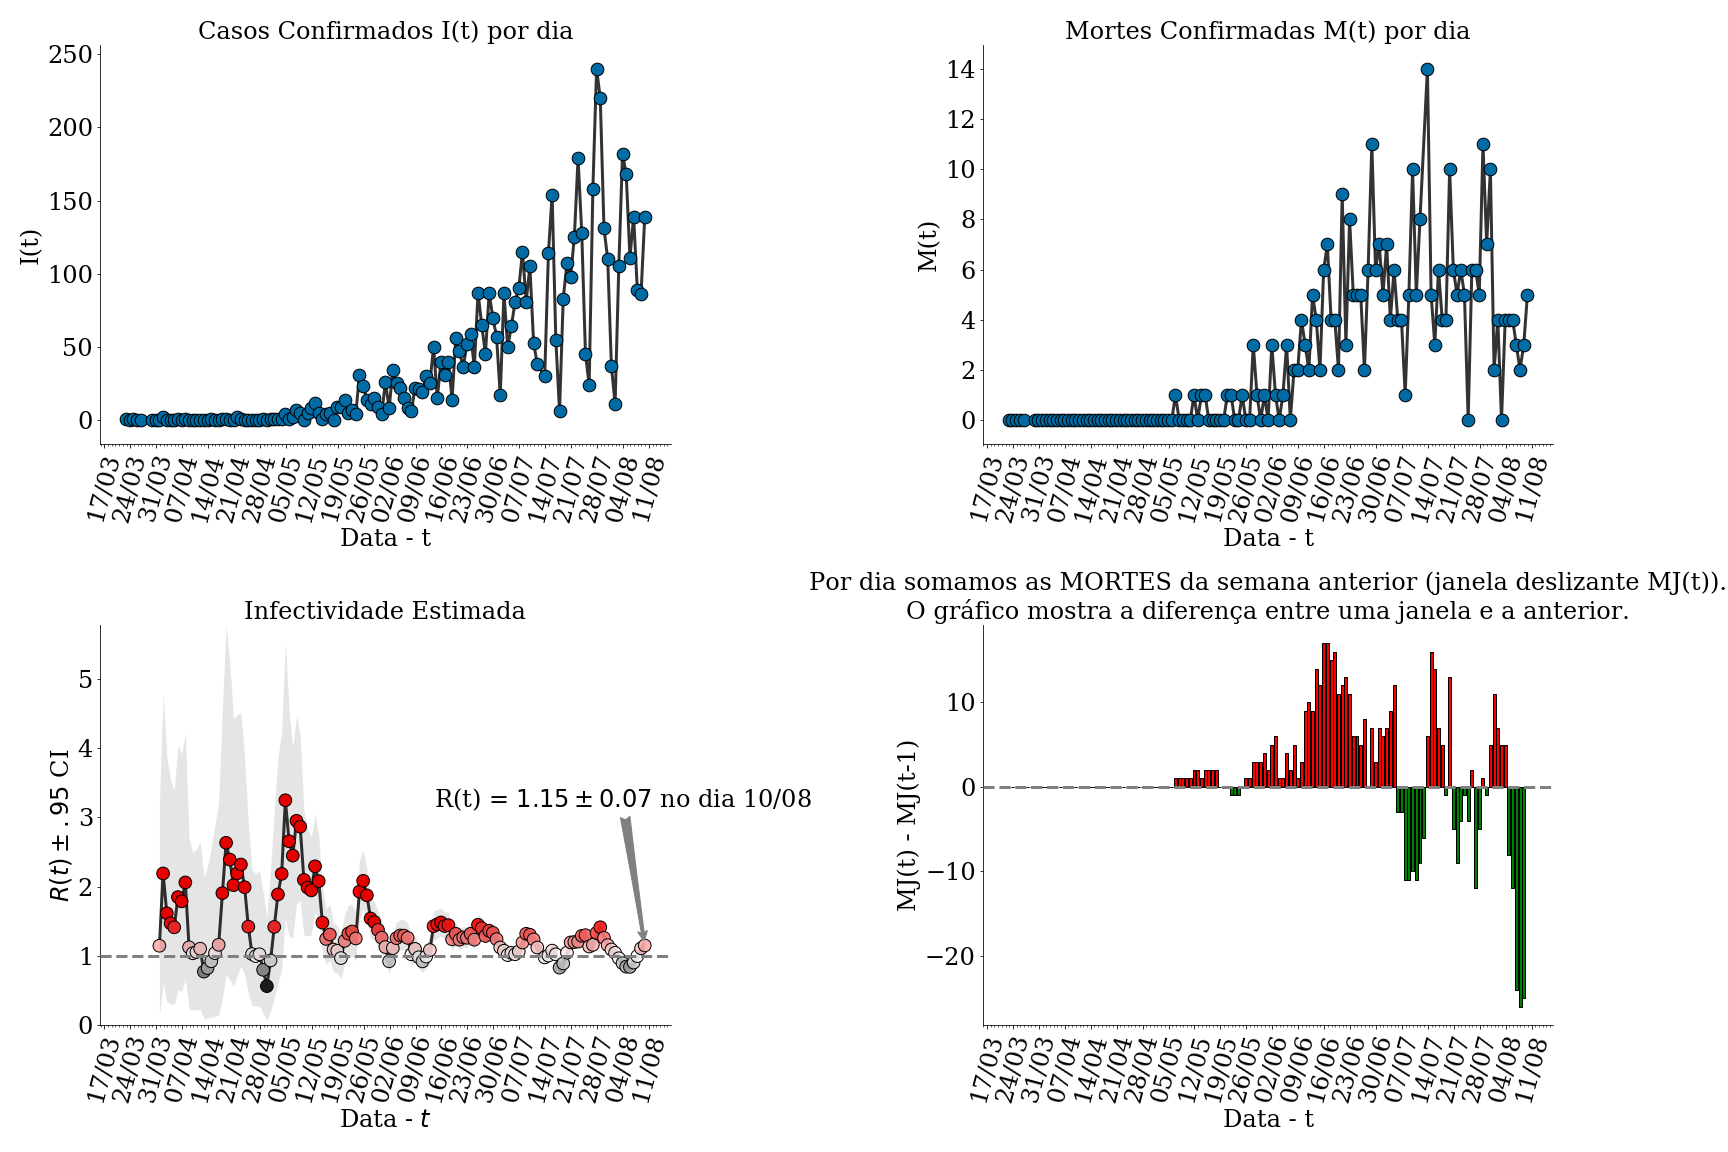 Casos Confirmados I(t) por dia
250
200
150
100
50
0
I(t)
17/03 24/03 31/03 07/04 14/04 21/04 28/04 05/05 12/05 19/05 26/05 02/06 09/06 16/06 23/06 30/06 07/07 14/07 21/07 28/07 04/08 11/08
Data - t
Mortes Confirmadas M(t) por dia
14
12
10
8
6
4
2
0
M(t)
17/03 24/03 31/03 07/04 14/04 21/04 28/04 05/05 12/05 19/05 26/05 02/06 09/06 16/06 23/06 30/06 07/07 14/07 21/07 28/07 04/08 11/08
Data - t
Infectividade Estimada
5
4
3
2
1
0
R(t) ± .95 CI
R(t) = 1.15 ± 0.07 no dia 10/08
17/03 24/03 31/03 07/04 14/04 21/04 28/04 05/05 12/05 19/05 26/05 02/06 09/06 16/06 23/06 30/06 07/07 14/07 21/07 28/07 04/08 11/08
Data - t
Por dia somamos as MORTES da semana anterior (janela deslizante MJ(t)).
O gráfico mostra a diferença entre uma janela e a anterior.
10
0
−10
−20
MJ(t) - MJ(t-1)
17/03 24/03 31/03 07/04 14/04 21/04 28/04 05/05 12/05 19/05 26/05 02/06 09/06 16/06 23/06 30/06 07/07 14/07 21/07 28/07 04/08 11/08
Data - t